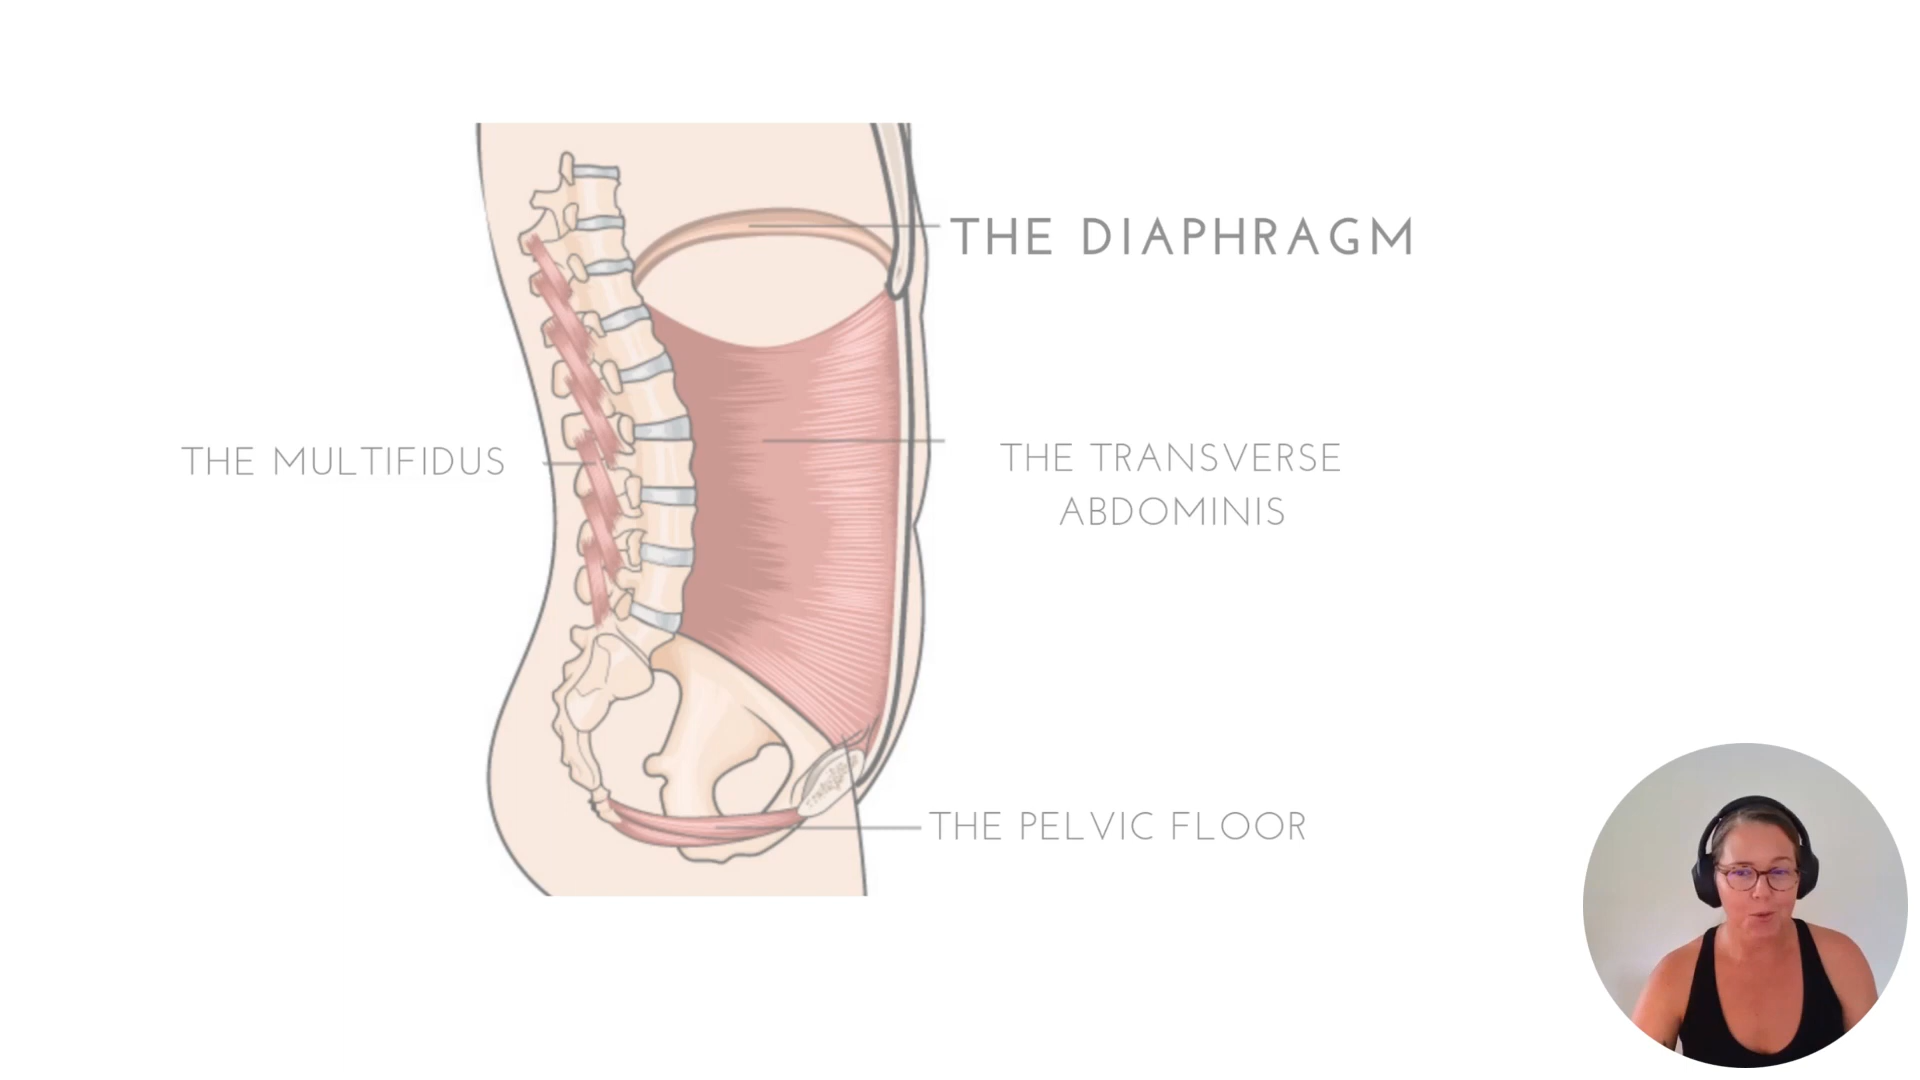 THE DIAPHRAGM
THE MULTIFIDUS
THE TRANSVERSE
ABDOMINIS
THE PELVIC FLOOR